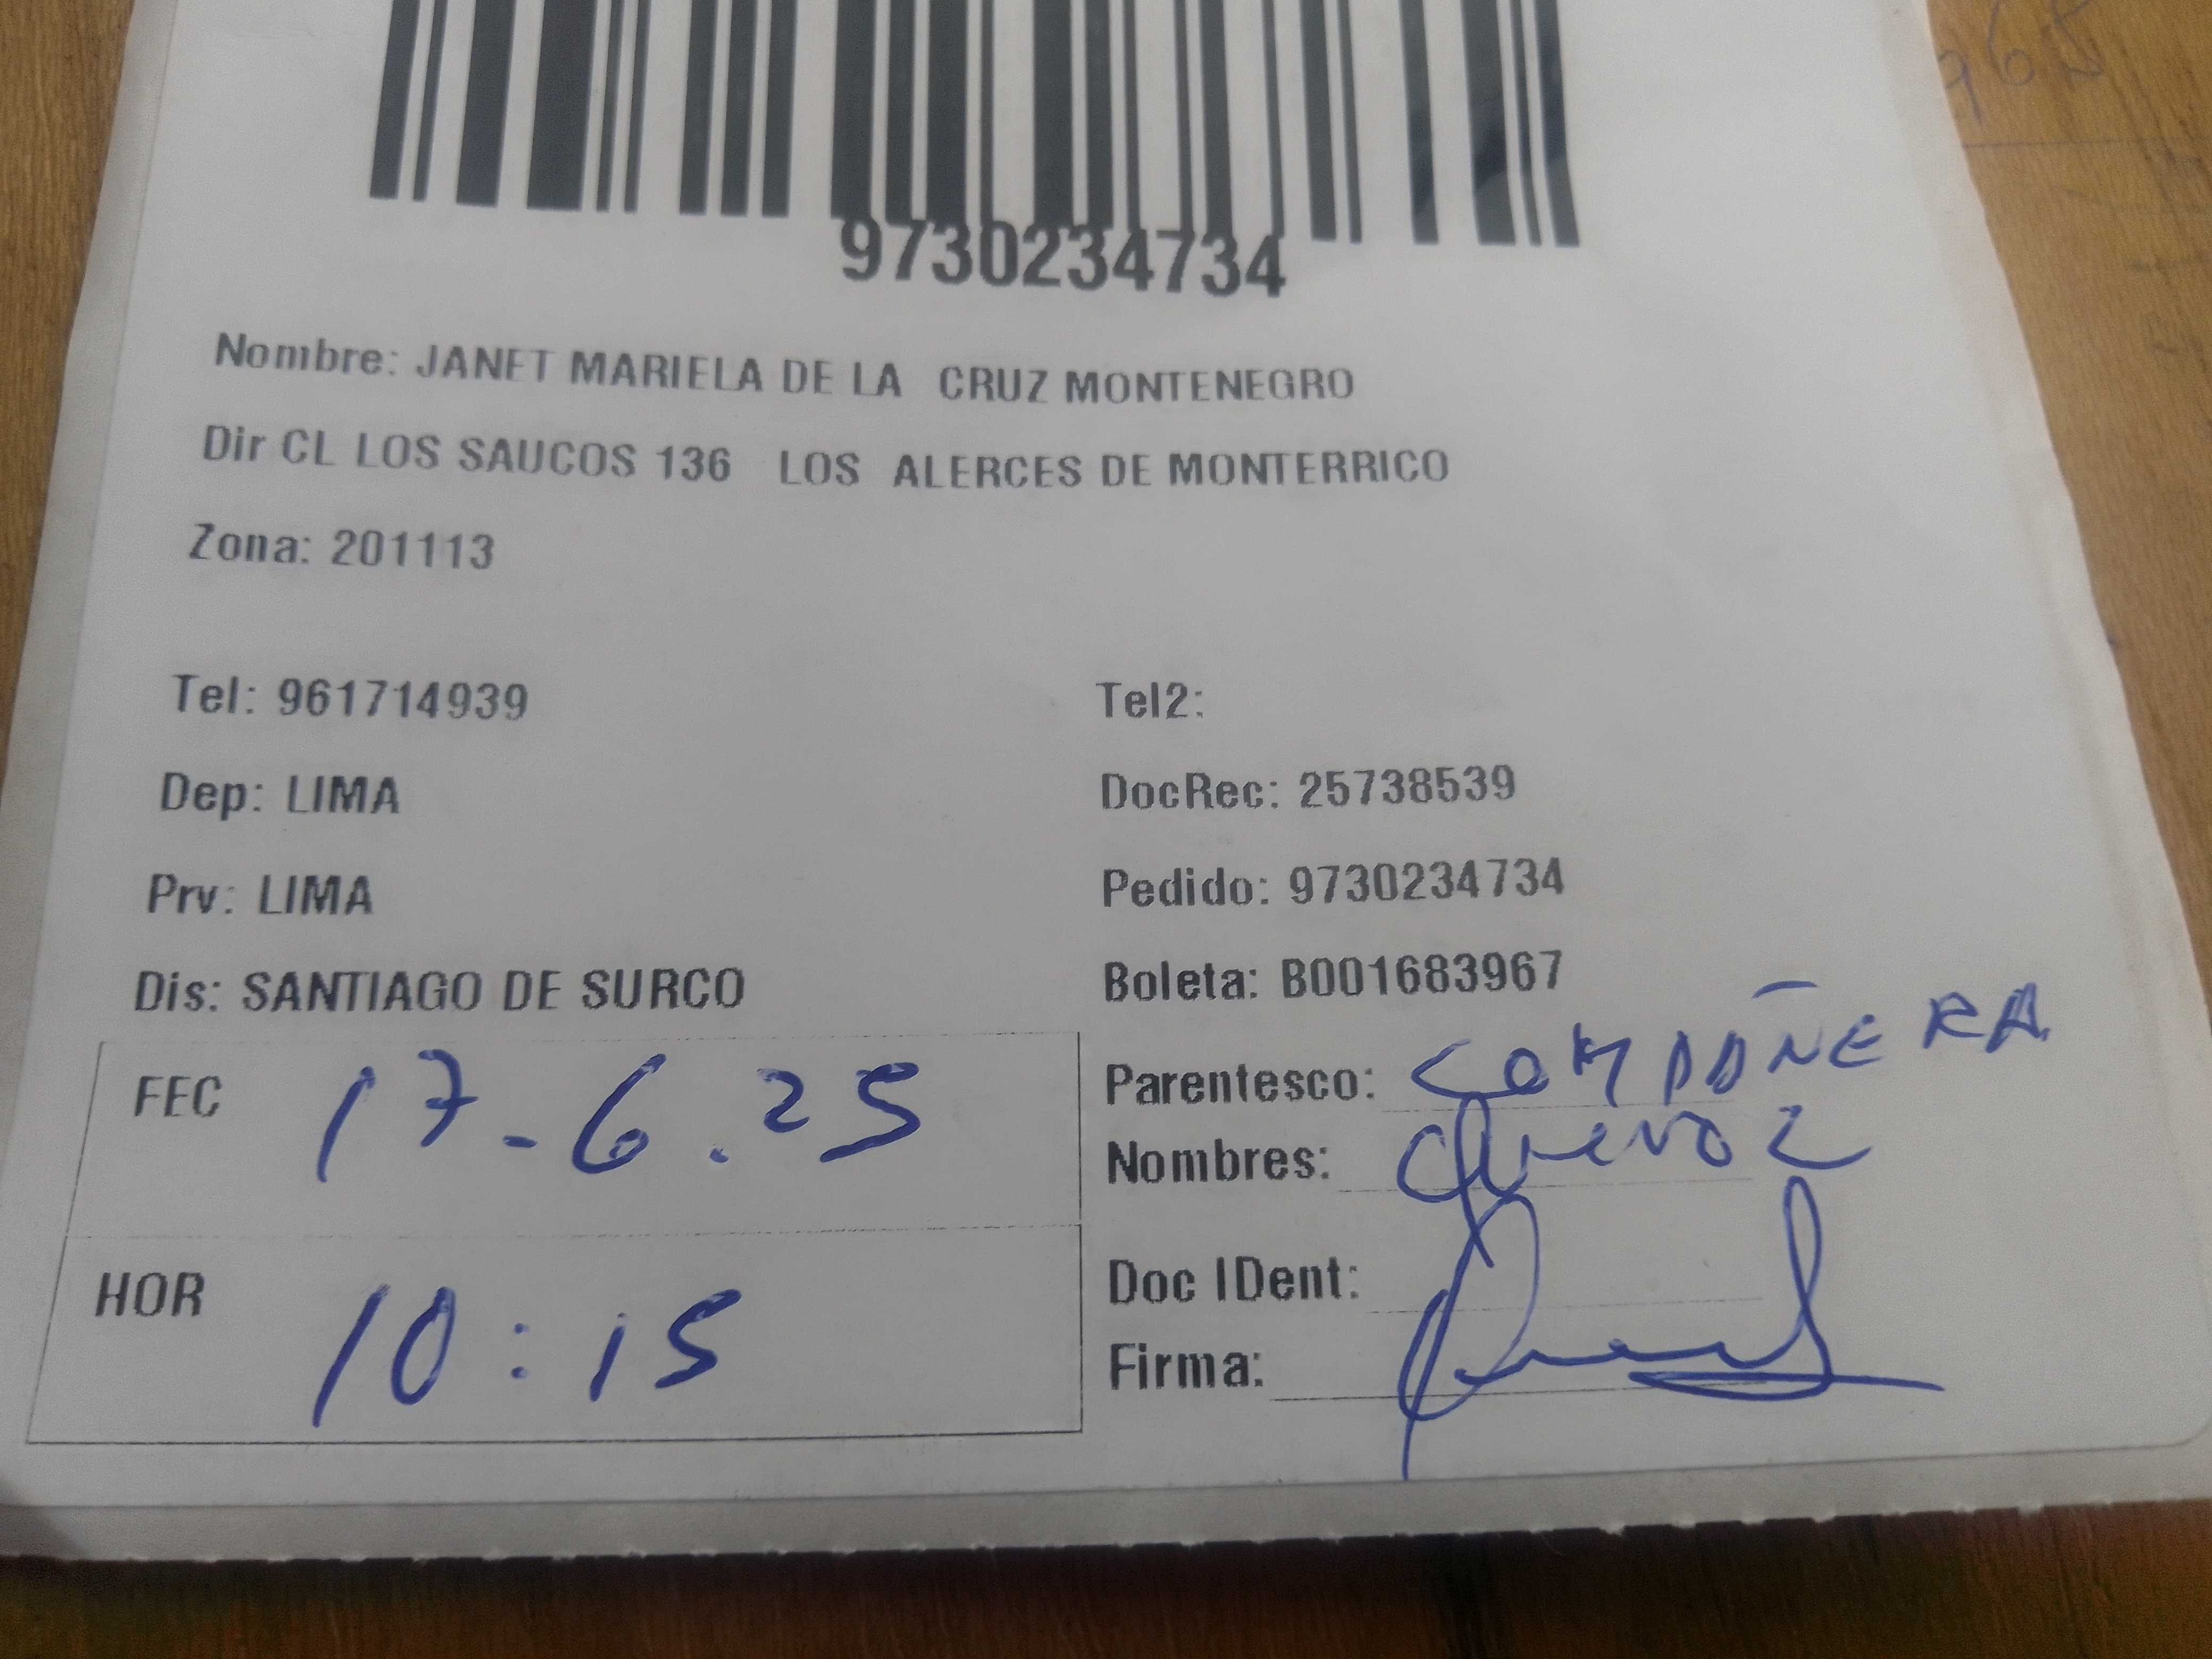 9730234734
Nombre: JANET MARIELA DE LA CRUZ MONTENEGRO
Dir CL LOS SAUCOS 136 LOS ALERCES DE MONTERRICO
Zona: 201113
Tel: 961714939 Tel2:
Dep: LIMA DocRec: 25738539
Prv: LIMA Pedido: 9730234734
Dis: SANTIAGO DE SURCO Boleta: B001683967
FEC 17-6.25 Parentesco: COMPAÑERA
Nombres:
HOR 10:15 Doc IDent:
Firma:
968